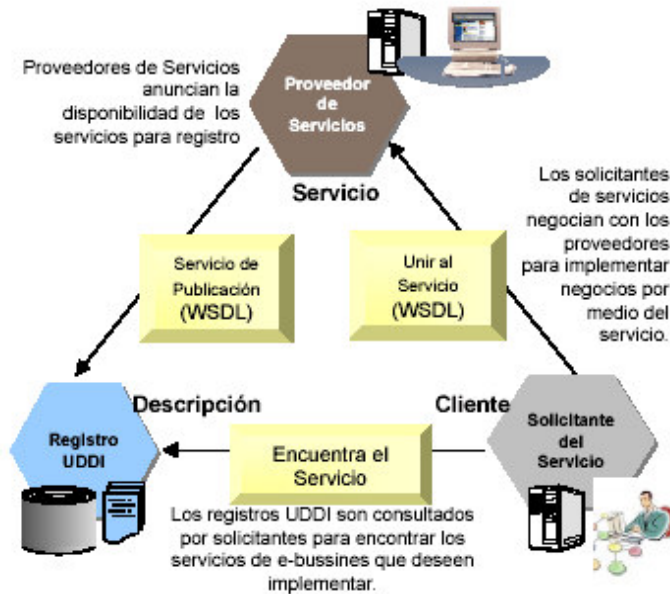 Proveedores de Servicios
anuncian la
disponibilidad de los
servicios para registro
Proveedor
de
Servicios
Servicio
Los solicitantes
de servicios
negocian con los
proveedores
para implementar
negocios por
medio del
servicio.
Servicio de
Publicación
(WSDL)
Unir al
Servicio
(WSDL)
Descripción
Cliente
Registro
UDDI
Encuentra el
Servicio
Solicitante
del
Servicio
Los registros UDDI son consultados
por solicitantes para encontrar los
servicios de e-bussines que deseen
implementar.